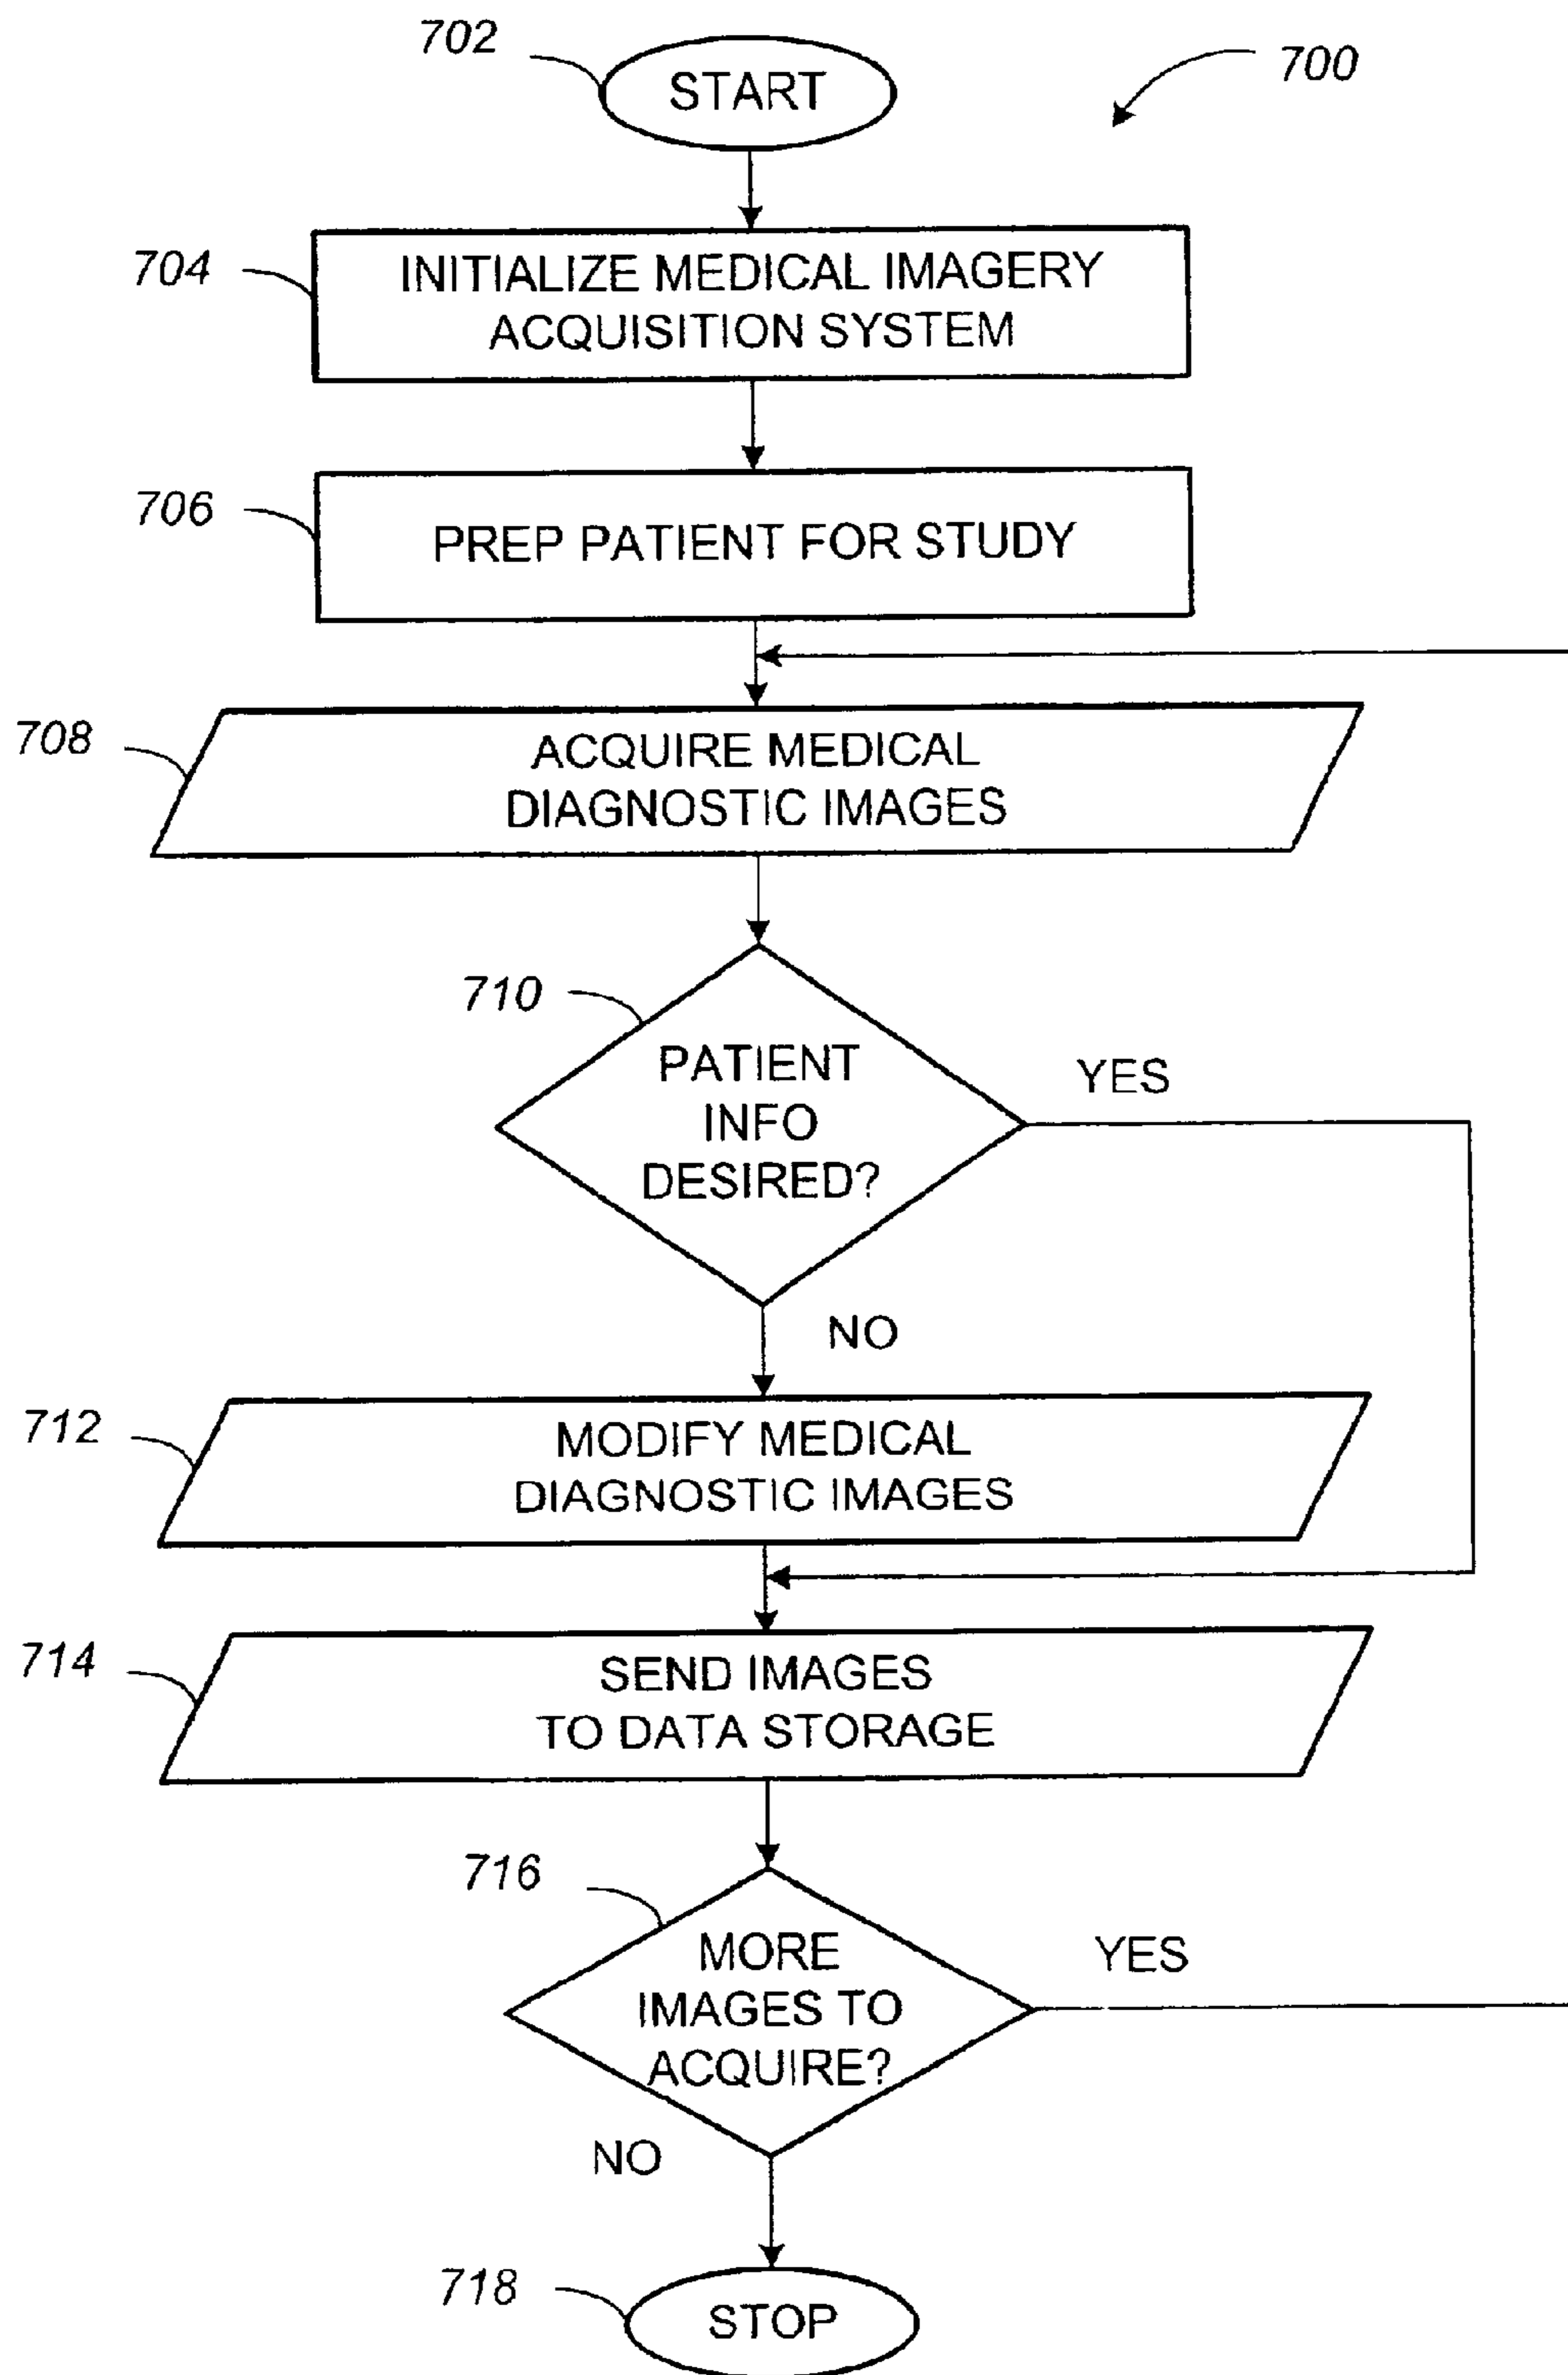 702
START
700
704
INITIALIZE MEDICAL IMAGERY
ACQUISITION SYSTEM
706
PREP PATIENT FOR STUDY
708
ACQUIRE MEDICAL
DIAGNOSTIC IMAGES
710
PATIENT
INFO
DESIRED?
YES
NO
712
MODIFY MEDICAL
DIAGNOSTIC IMAGES
714
SEND IMAGES
TO DATA STORAGE
716
MORE
IMAGES TO
ACQUIRE?
YES
NO
718
STOP